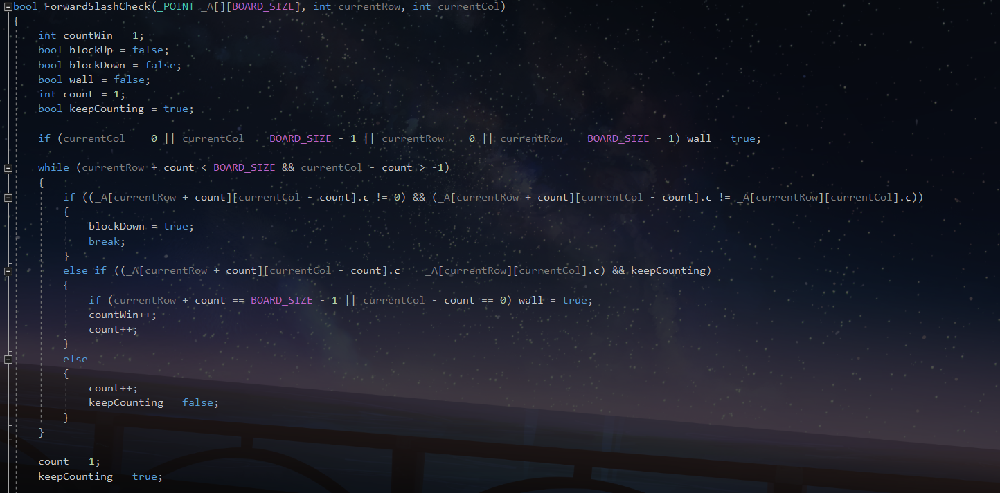 bool ForwardSlashCheck(_POINT _A[][BOARD_SIZE], int currentRow, int currentCol)
{
    int countWin = 1;
    bool blockUp = false;
    bool blockDown = false;
    bool wall = false;
    int count = 1;
    bool keepCounting = true;

    if (currentCol == 0 || currentCol == BOARD_SIZE - 1 || currentRow == 0 || currentRow == BOARD_SIZE - 1) wall = true;

    while (currentRow + count < BOARD_SIZE && currentCol - count > -1)
    {
        if ((_A[currentRow + count][currentCol - count].c != 0) && (_A[currentRow + count][currentCol - count].c != _A[currentRow][currentCol].c))
        {
            blockDown = true;
            break;
        }
        else if ((_A[currentRow + count][currentCol - count].c == _A[currentRow][currentCol].c) && keepCounting)
        {
            if (currentRow + count == BOARD_SIZE - 1 || currentCol - count == 0) wall = true;
            countWin++;
            count++;
        }
        else
        {
            count++;
            keepCounting = false;
        }
    }

    count = 1;
    keepCounting = true;